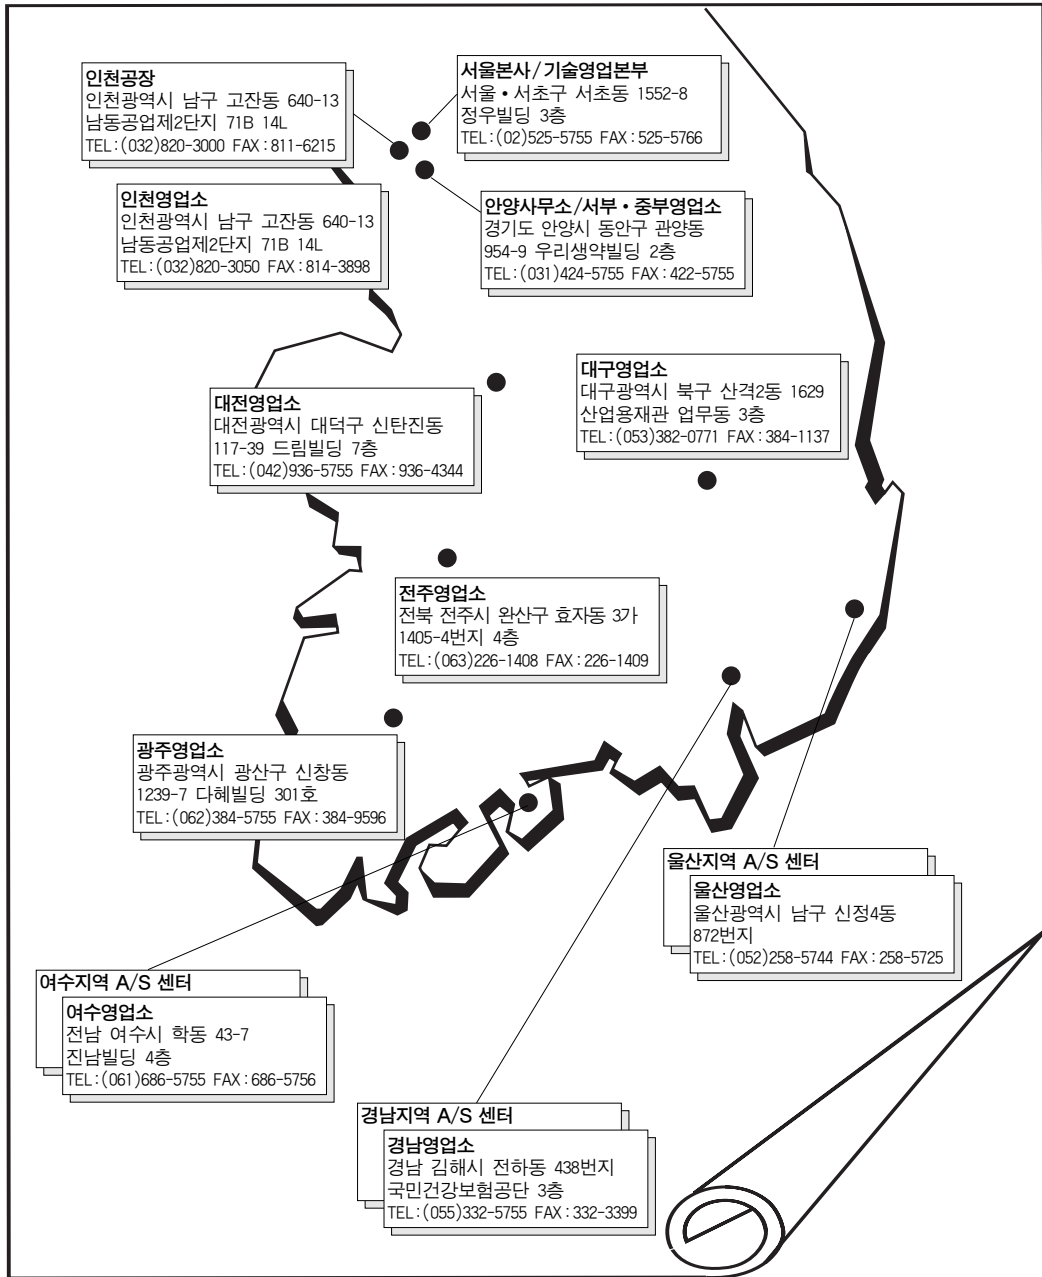 인천공장
인천광역시 남구 고잔동 640-13
남동공업제2단지 71B 14L
TEL:(032)820-3000 FAX:811-6215
서울본사/기술영업본부
서울•서초구 서초동 1552-8
정우빌딩 3층
TEL:(02)525-5755 FAX:525-5766
인천영업소
인천광역시 남구 고잔동 640-13
남동공업제2단지 71B 14L
TEL:(032)820-3050 FAX:814-3898
안양사무소/서부•중부영업소
경기도 안양시 동안구 관양동
954-9 우리생약빌딩 2층
TEL:(031)424-5755 FAX:422-5755
대구영업소
대구광역시 북구 산격2동 1629
산업용재관 업무동 3층
TEL:(053)382-0771 FAX:384-1137
대전영업소
대전광역시 대덕구 신탄진동
117-39 드림빌딩 7층
TEL:(042)936-5755 FAX:936-4344
전주영업소
전북 전주시 완산구 효자동 3가
1405-4번지 4층
TEL:(063)226-1408 FAX:226-1409
광주영업소
광주광역시 광산구 신창동
1239-7 다혜빌딩 301호
TEL:(062)384-5755 FAX:384-9596
울산지역 A/S 센터
울산영업소
울산광역시 남구 신정4동
872번지
TEL:(052)258-5744 FAX:258-5725
여수지역 A/S 센터
여수영업소
전남 여수시 학동 43-7
진남빌딩 4층
TEL:(061)686-5755 FAX:686-5756
경남지역 A/S 센터
경남영업소
경남 김해시 전하동 438번지
국민건강보험공단 3층
TEL:(055)332-5755 FAX:332-3399